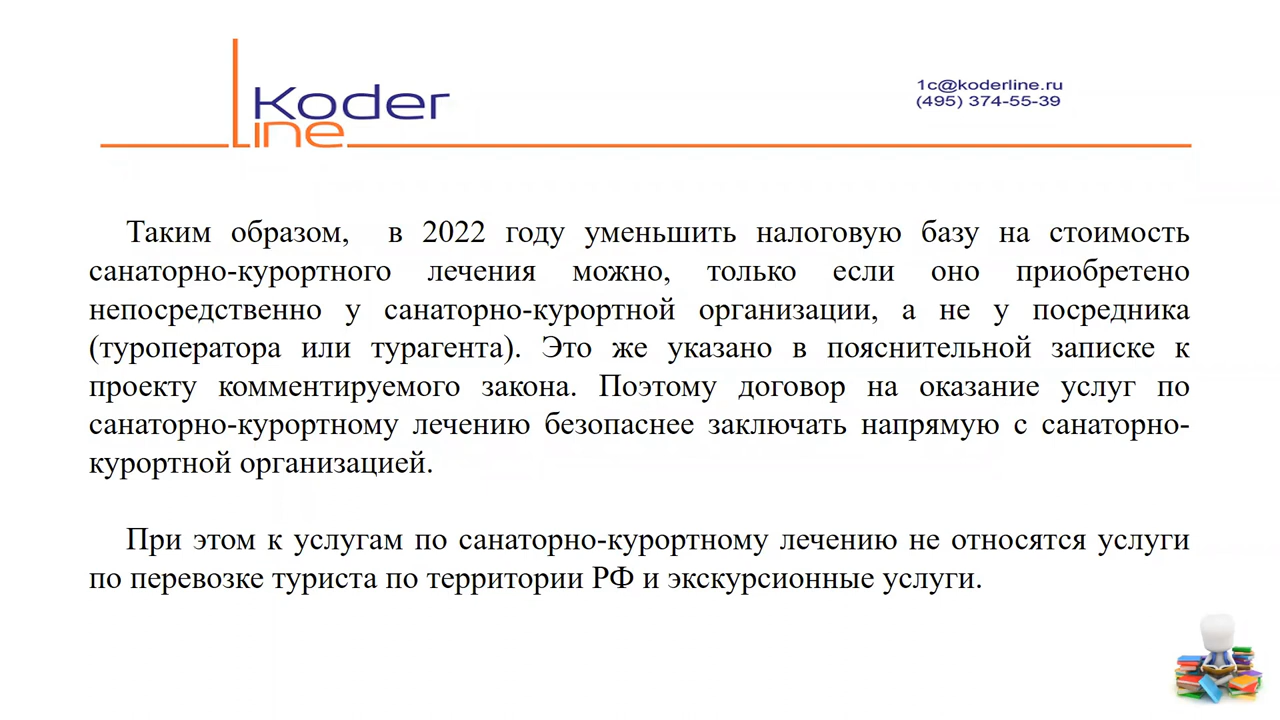 Koder
Line
1c@koderline.ru
(495) 374-55-39
Таким образом, в 2022 году уменьшить налоговую базу на стоимость
санаторно-курортного лечения можно, только если оно приобретено
непосредственно у санаторно-курортной организации, а не у посредника
(туроператора или турагента). Это же указано в пояснительной записке к
проекту комментируемого закона. Поэтому договор на оказание услуг по
санаторно-курортному лечению безопаснее заключать напрямую с санаторно-
курортной организацией.
При этом к услугам по санаторно-курортному лечению не относятся услуги
по перевозке туриста по территории РФ и экскурсионные услуги.